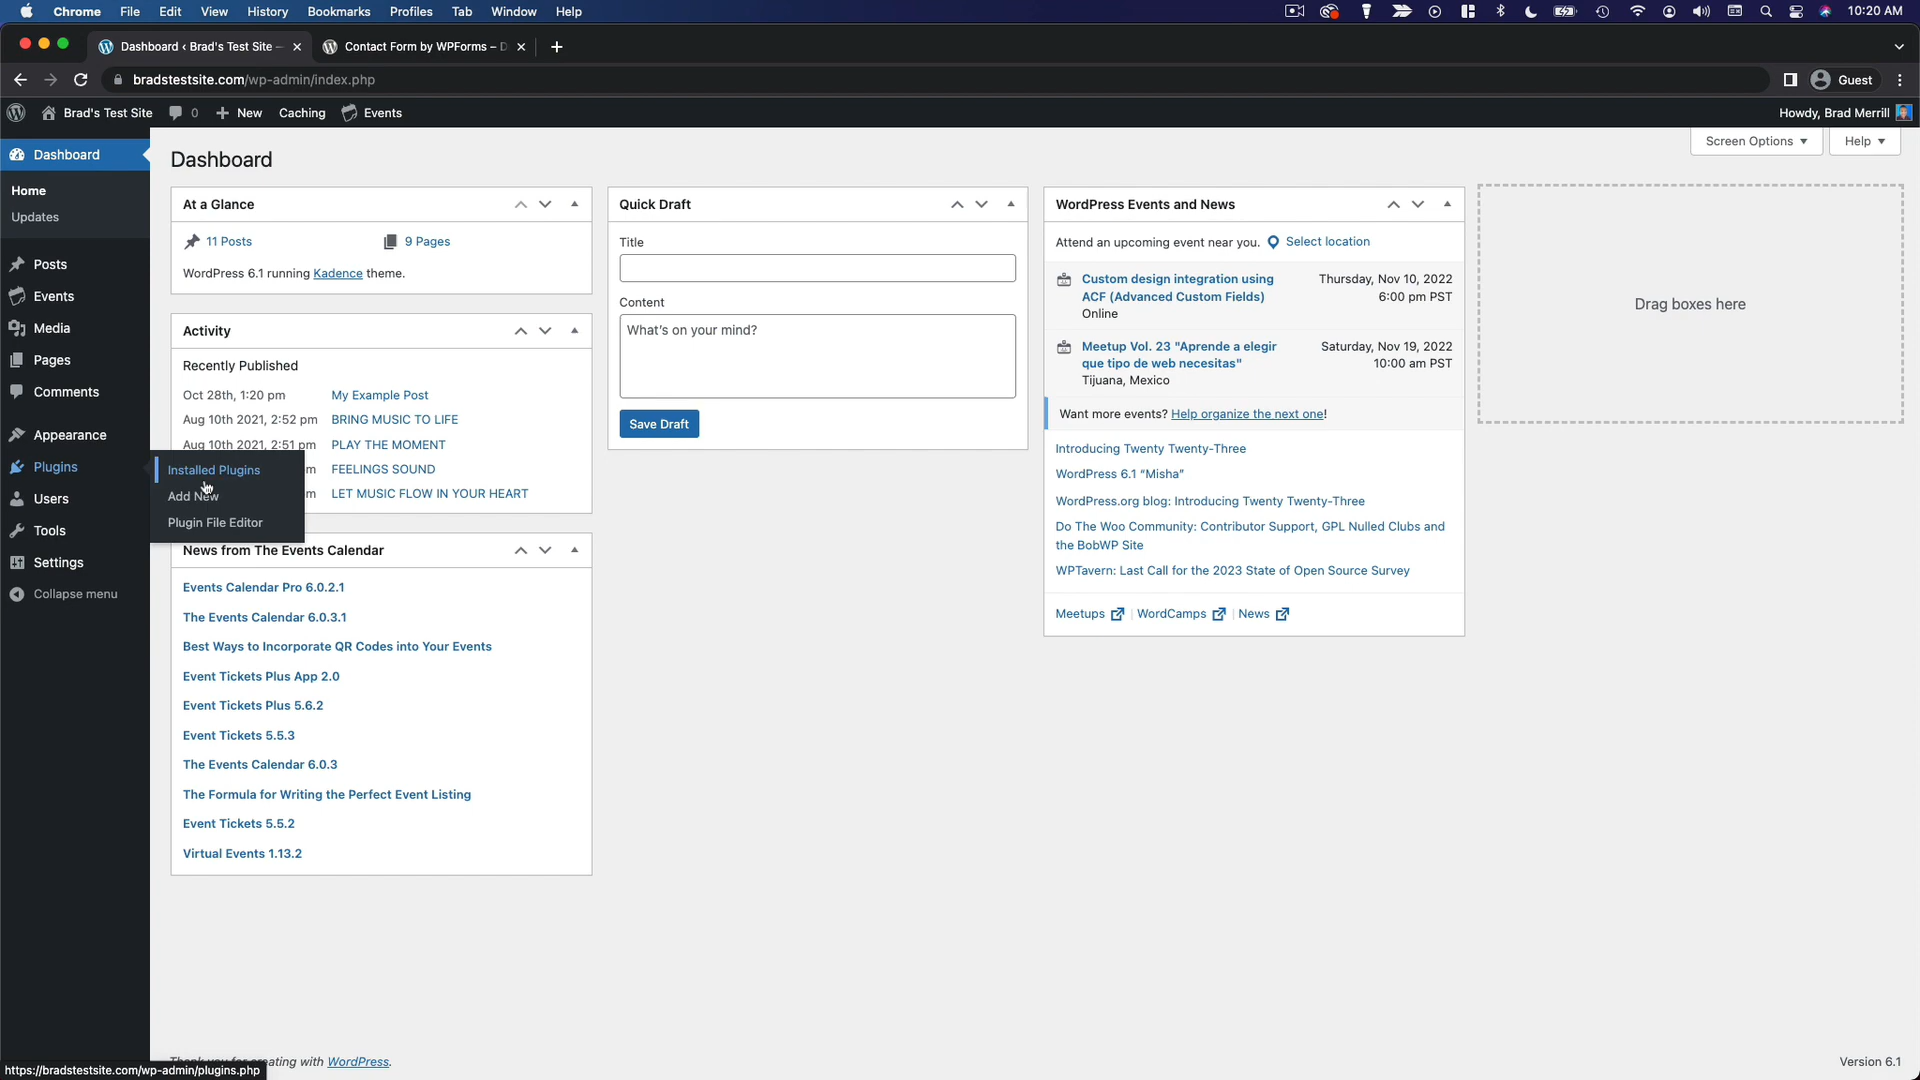 Chrome File Edit View History Bookmarks Profiles Tab Window Help 10:20 AM
Dashboard ‹ Brad's Test Site – Contact Form by WPForms – D
bradstestsite.com/wp-admin/index.php Guest
Brad's Test Site 0 New Caching Events Howdy, Brad Merrill
Screen Options Help
Dashboard
Home
Updates
Posts
Events
Media
Pages
Comments
Appearance
Plugins
Users
Tools
Settings
Collapse menu
Installed Plugins
Add New
Plugin File Editor
Dashboard
At a Glance
11 Posts 9 Pages
WordPress 6.1 running Kadence theme.
Activity
Recently Published
Oct 28th, 1:20 pm My Example Post
Aug 10th 2021, 2:52 pm BRING MUSIC TO LIFE
Aug 10th 2021, 2:51 pm PLAY THE MOMENT
m FEELINGS SOUND
m LET MUSIC FLOW IN YOUR HEART
News from The Events Calendar
Events Calendar Pro 6.0.2.1
The Events Calendar 6.0.3.1
Best Ways to Incorporate QR Codes into Your Events
Event Tickets Plus App 2.0
Event Tickets Plus 5.6.2
Event Tickets 5.5.3
The Events Calendar 6.0.3
The Formula for Writing the Perfect Event Listing
Event Tickets 5.5.2
Virtual Events 1.13.2
Quick Draft
Title
Content
What's on your mind?
Save Draft
WordPress Events and News
Attend an upcoming event near you. Select location
Custom design integration using Thursday, Nov 10, 2022
ACF (Advanced Custom Fields) 6:00 pm PST
Online
Meetup Vol. 23 "Aprende a elegir Saturday, Nov 19, 2022
que tipo de web necesitas" 10:00 am PST
Tijuana, Mexico
Want more events? Help organize the next one!
Introducing Twenty Twenty-Three
WordPress 6.1 “Misha”
WordPress.org blog: Introducing Twenty Twenty-Three
Do The Woo Community: Contributor Support, GPL Nulled Clubs and
the BobWP Site
WPTavern: Last Call for the 2023 State of Open Source Survey
Meetups | WordCamps | News
Drag boxes here
Thank you for creating with WordPress. Version 6.1
https://bradstestsite.com/wp-admin/plugins.php